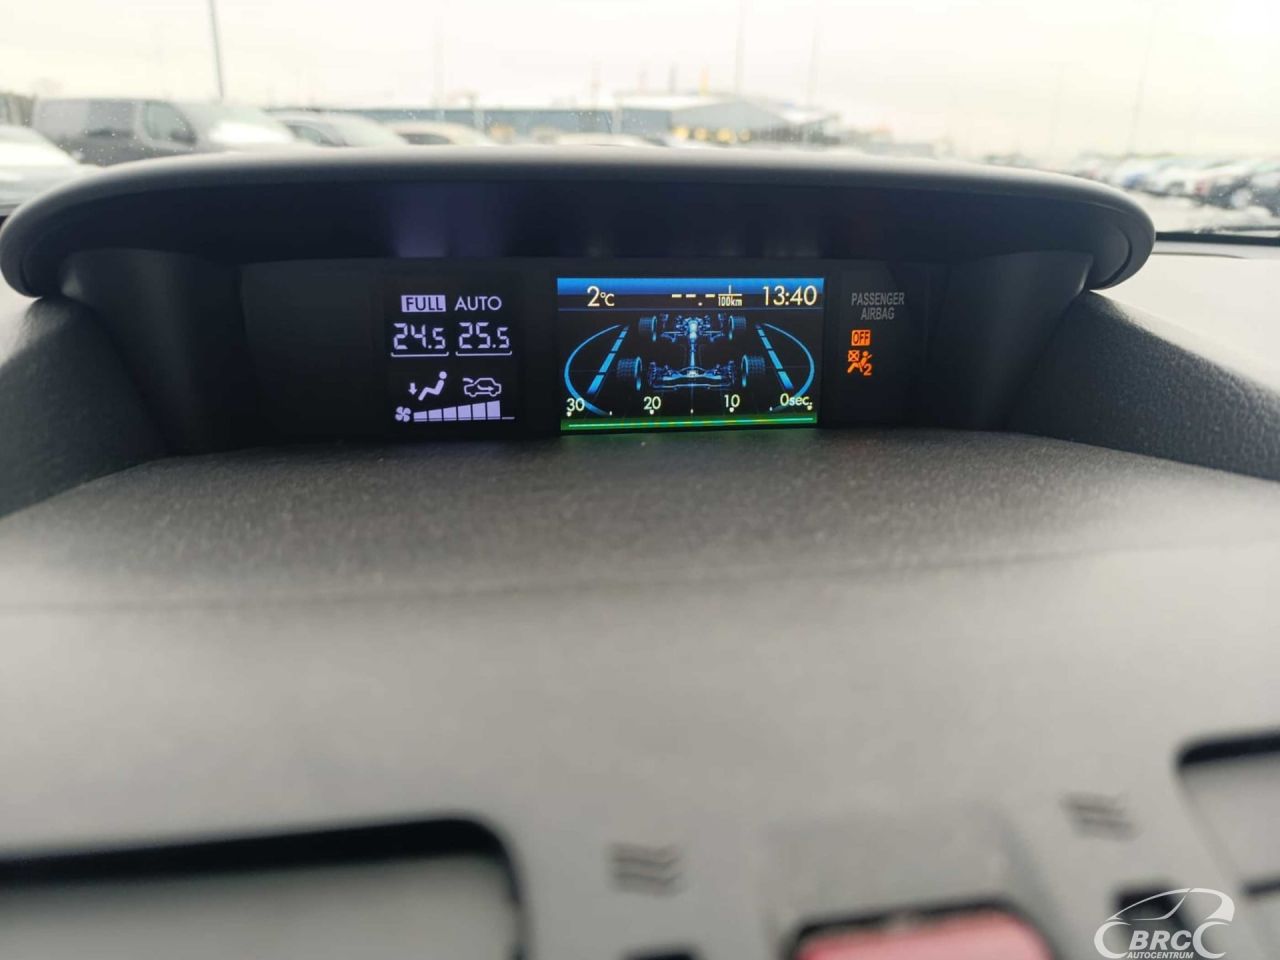 FULL AUTO
24.5 25.5
2°C --.- l/100km 13:40
30 20 10 0sec.
PASSENGER
AIRBAG
OFF
2
BRC
AUTOCENTRUM